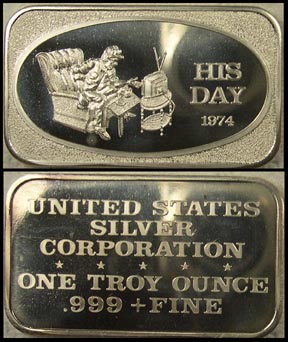 HIS
DAY
1974
UNITED STATES
SILVER
CORPORATION
ONE TROY OUNCE
.999 + FINE